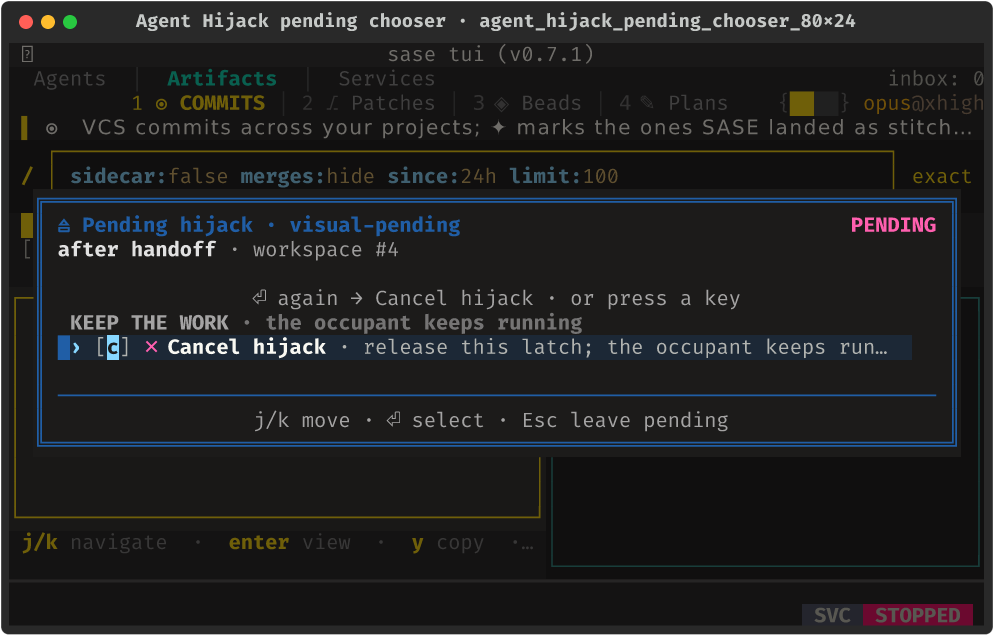 Agent Hijack pending chooser · agent_hijack_pending_chooser_80×24
sase tui (v0.7.1)
Agents | Artifacts | Services inbox: 0
1 ◉ COMMITS | 2 Patches | 3 ◈ Beads | 4 ✎ Plans { } opus@xhigh
◉ VCS commits across your projects; ✦ marks the ones SASE landed as stitch…
/ sidecar:false merges:hide since:24h limit:100 exact
[
Pending hijack · visual-pending PENDING
after handoff · workspace #4
⏎ again → Cancel hijack · or press a key
KEEP THE WORK · the occupant keeps running
› [c] ✕ Cancel hijack · release this latch; the occupant keeps run…
j/k move · ⏎ select · Esc leave pending
j/k navigate · enter view · y copy ·…
SVC STOPPED